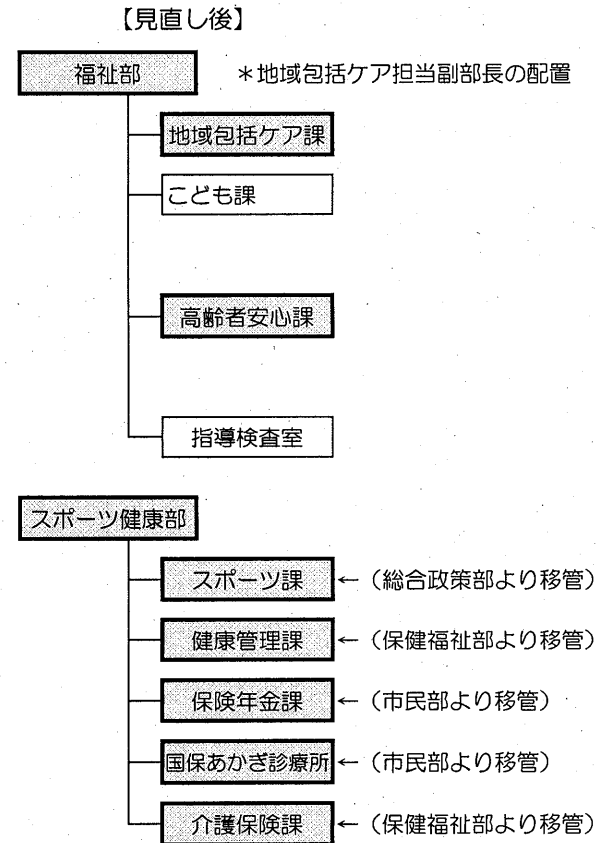 【見直し後】
福祉部 ＊地域包括ケア担当副部長の配置
地域包括ケア課
こども課
高齢者安心課
指導検査室
スポーツ健康部
スポーツ課 ← （総合政策部より移管）
健康管理課 ← （保健福祉部より移管）
保険年金課 ← （市民部より移管）
国保あかぎ診療所 ← （市民部より移管）
介護保険課 ← （保健福祉部より移管）